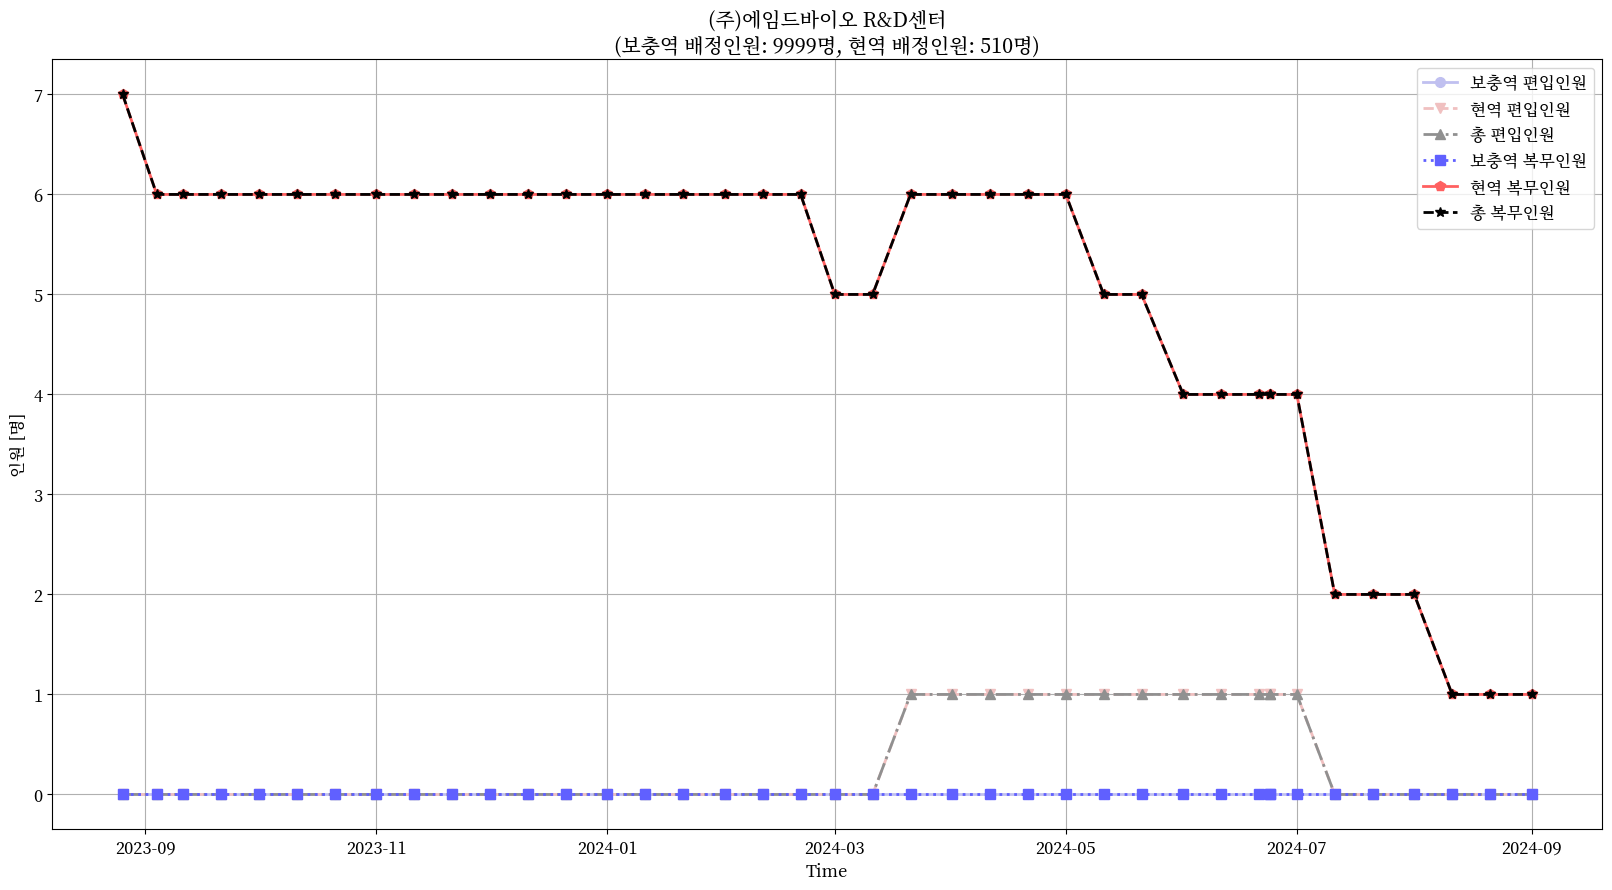 (주)에임드바이오 R&D센터
(보충역 배정인원: 9999명, 현역 배정인원: 510명)
보충역 편입인원
현역 편입인원
총 편입인원
보충역 복무인원
현역 복무인원
총 복무인원
인원 [명]
7
6
5
4
3
2
1
0
2023-09
2023-11
2024-01
2024-03
2024-05
2024-07
2024-09
Time